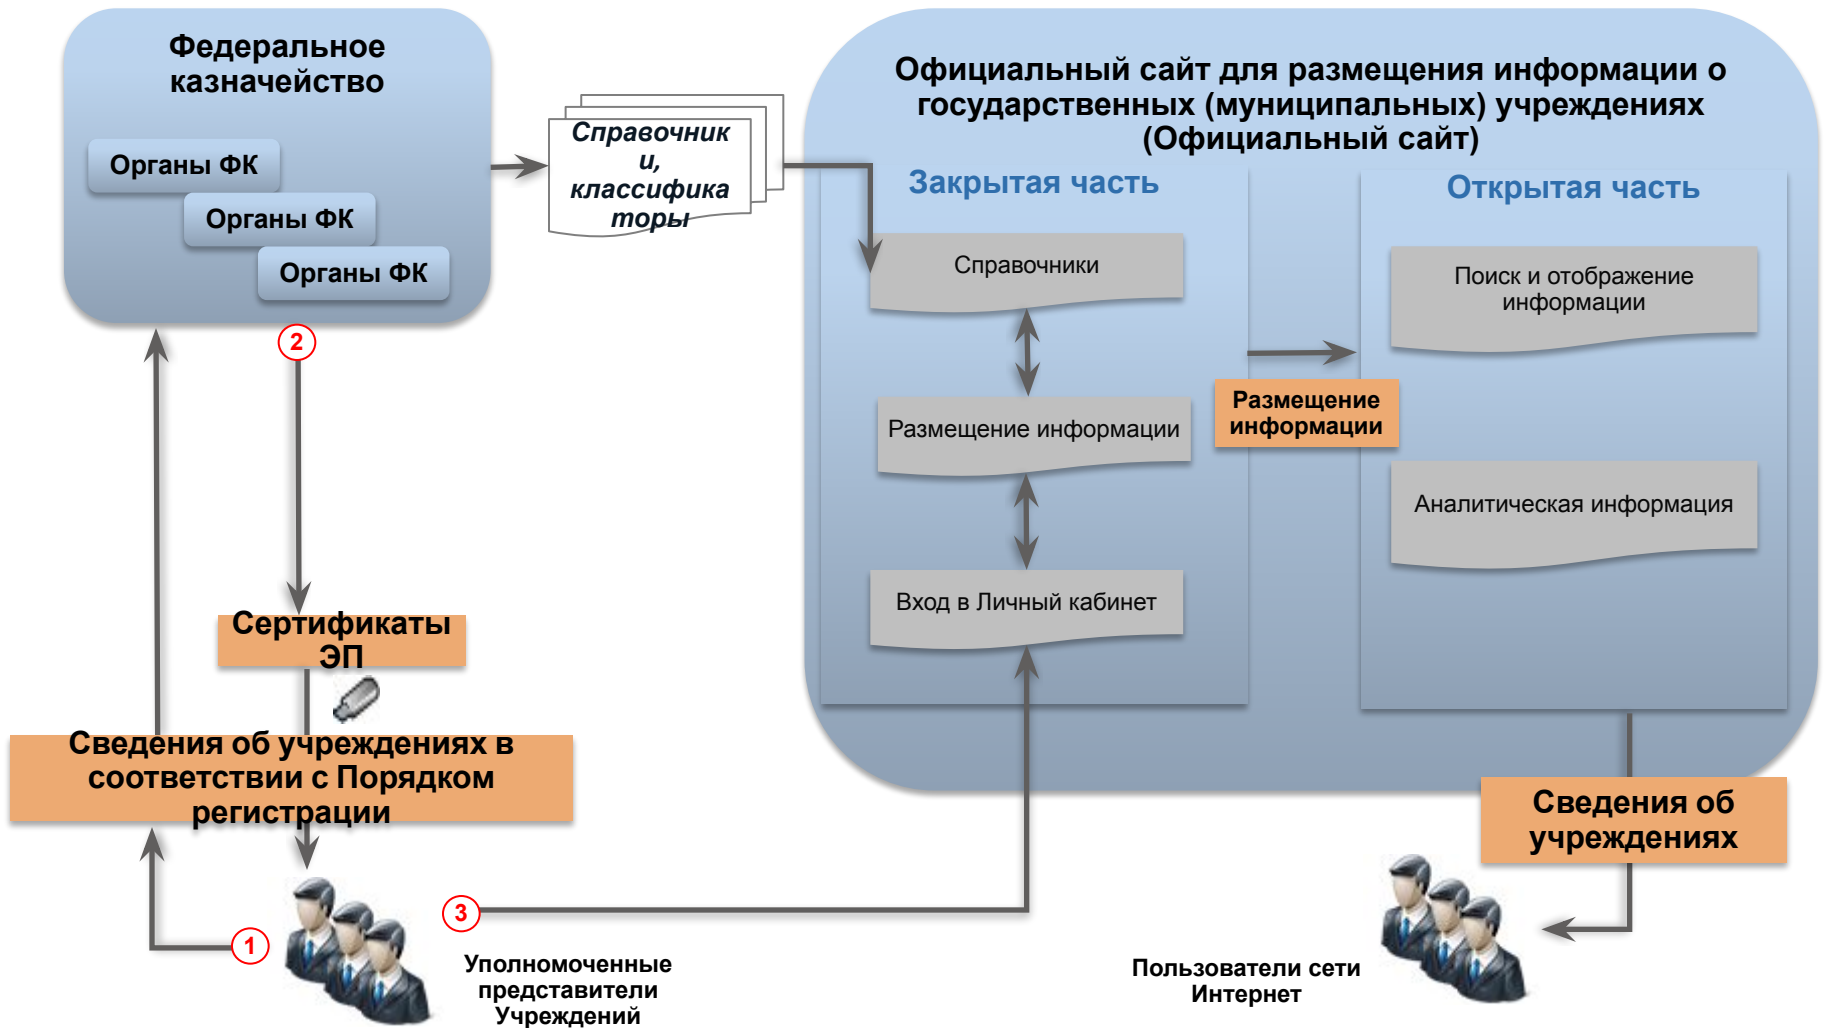 Федеральное
казначейство
Органы ФК
Органы ФК
Органы ФК
Справочник
и,
классифика
торы
Официальный сайт для размещения информации о
государственных (муниципальных) учреждениях
(Официальный сайт)
Закрытая часть
Открытая часть
Справочники
Поиск и отображение
информации
2
Размещение
информации
Размещение информации
Аналитическая информация
Вход в Личный кабинет
Сертификаты
ЭП
Сведения об учреждениях в
соответствии с Порядком
регистрации
Сведения об
учреждениях
3
1
Уполномоченные
представители
Учреждений
Пользователи сети
Интернет